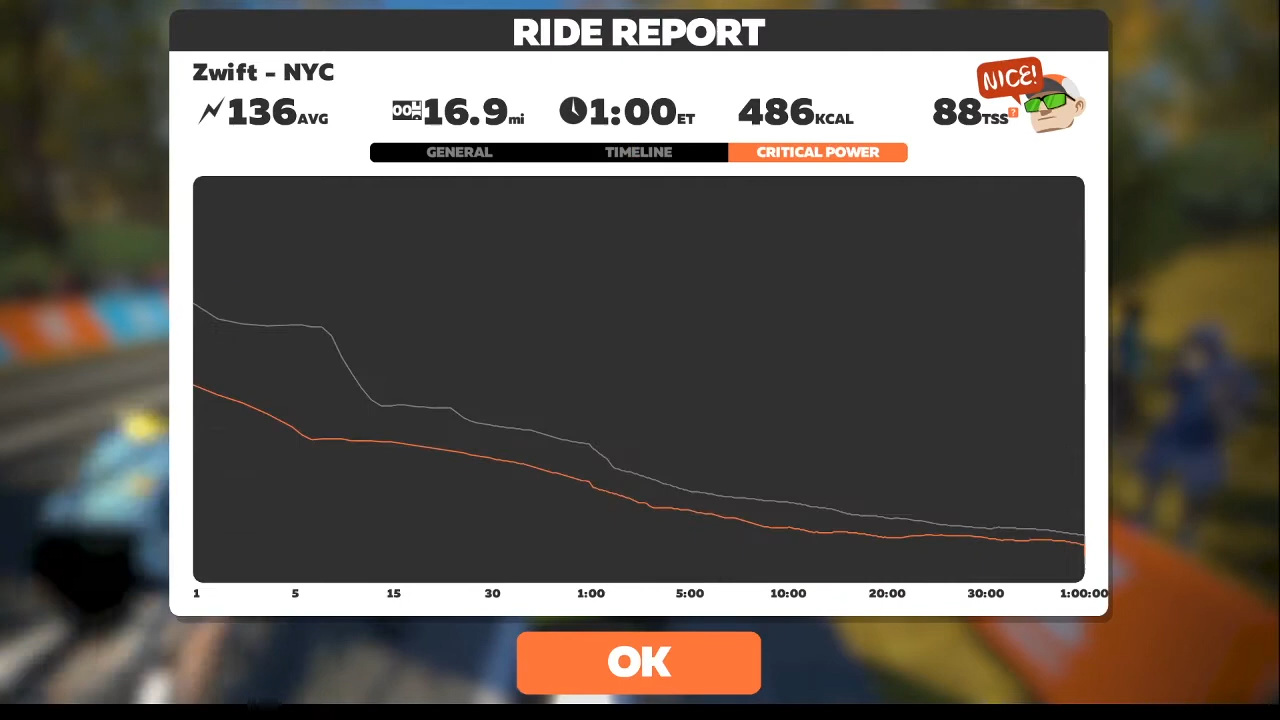 RIDE REPORT
Zwift - NYC
NICE!
136AVG 16.9mi 1:00ET 486KCAL 88TSS ?
GENERAL TIMELINE CRITICAL POWER
1 5 15 30 1:00 5:00 10:00 20:00 30:00 1:00:00
OK